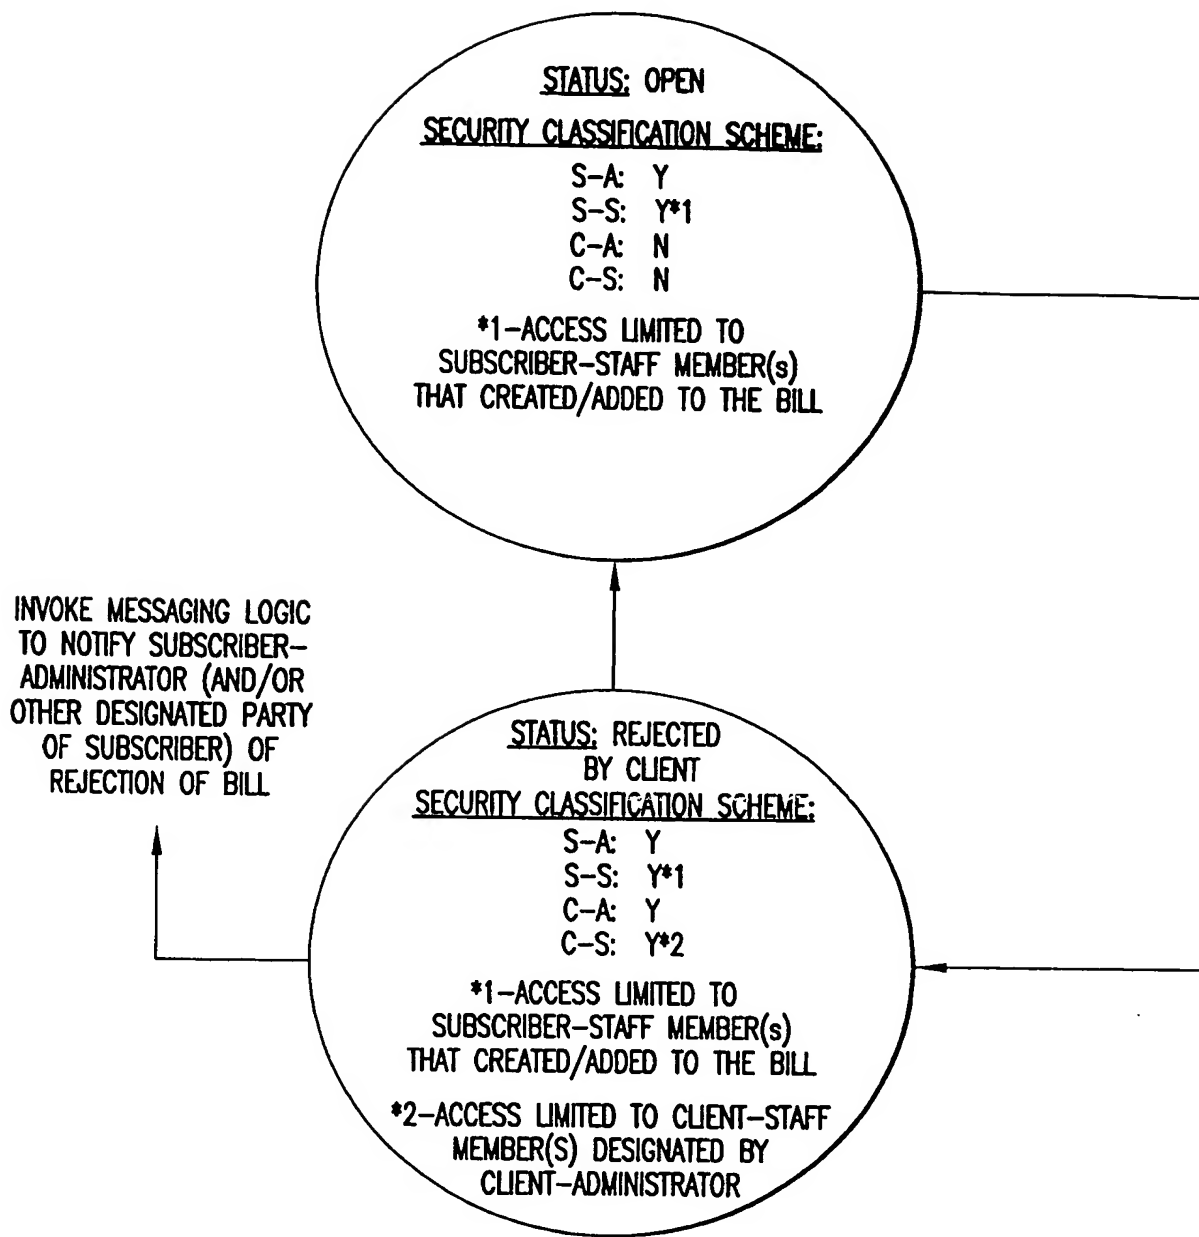 STATUS: OPEN
SECURITY CLASSIFICATION SCHEME:
S-A: Y
S-S: Y*1
C-A: N
C-S: N
*1-ACCESS LIMITED TO
SUBSCRIBER-STAFF MEMBER(s)
THAT CREATED/ADDED TO THE BILL
INVOKE MESSAGING LOGIC
TO NOTIFY SUBSCRIBER-
ADMINISTRATOR (AND/OR
OTHER DESIGNATED PARTY
OF SUBSCRIBER) OF
REJECTION OF BILL
STATUS: REJECTED
BY CLIENT
SECURITY CLASSIFICATION SCHEME:
S-A: Y
S-S: Y*1
C-A: Y
C-S: Y*2
*1-ACCESS LIMITED TO
SUBSCRIBER-STAFF MEMBER(s)
THAT CREATED/ADDED TO THE BILL
*2-ACCESS LIMITED TO CLIENT-STAFF
MEMBER(S) DESIGNATED BY
CLIENT-ADMINISTRATOR